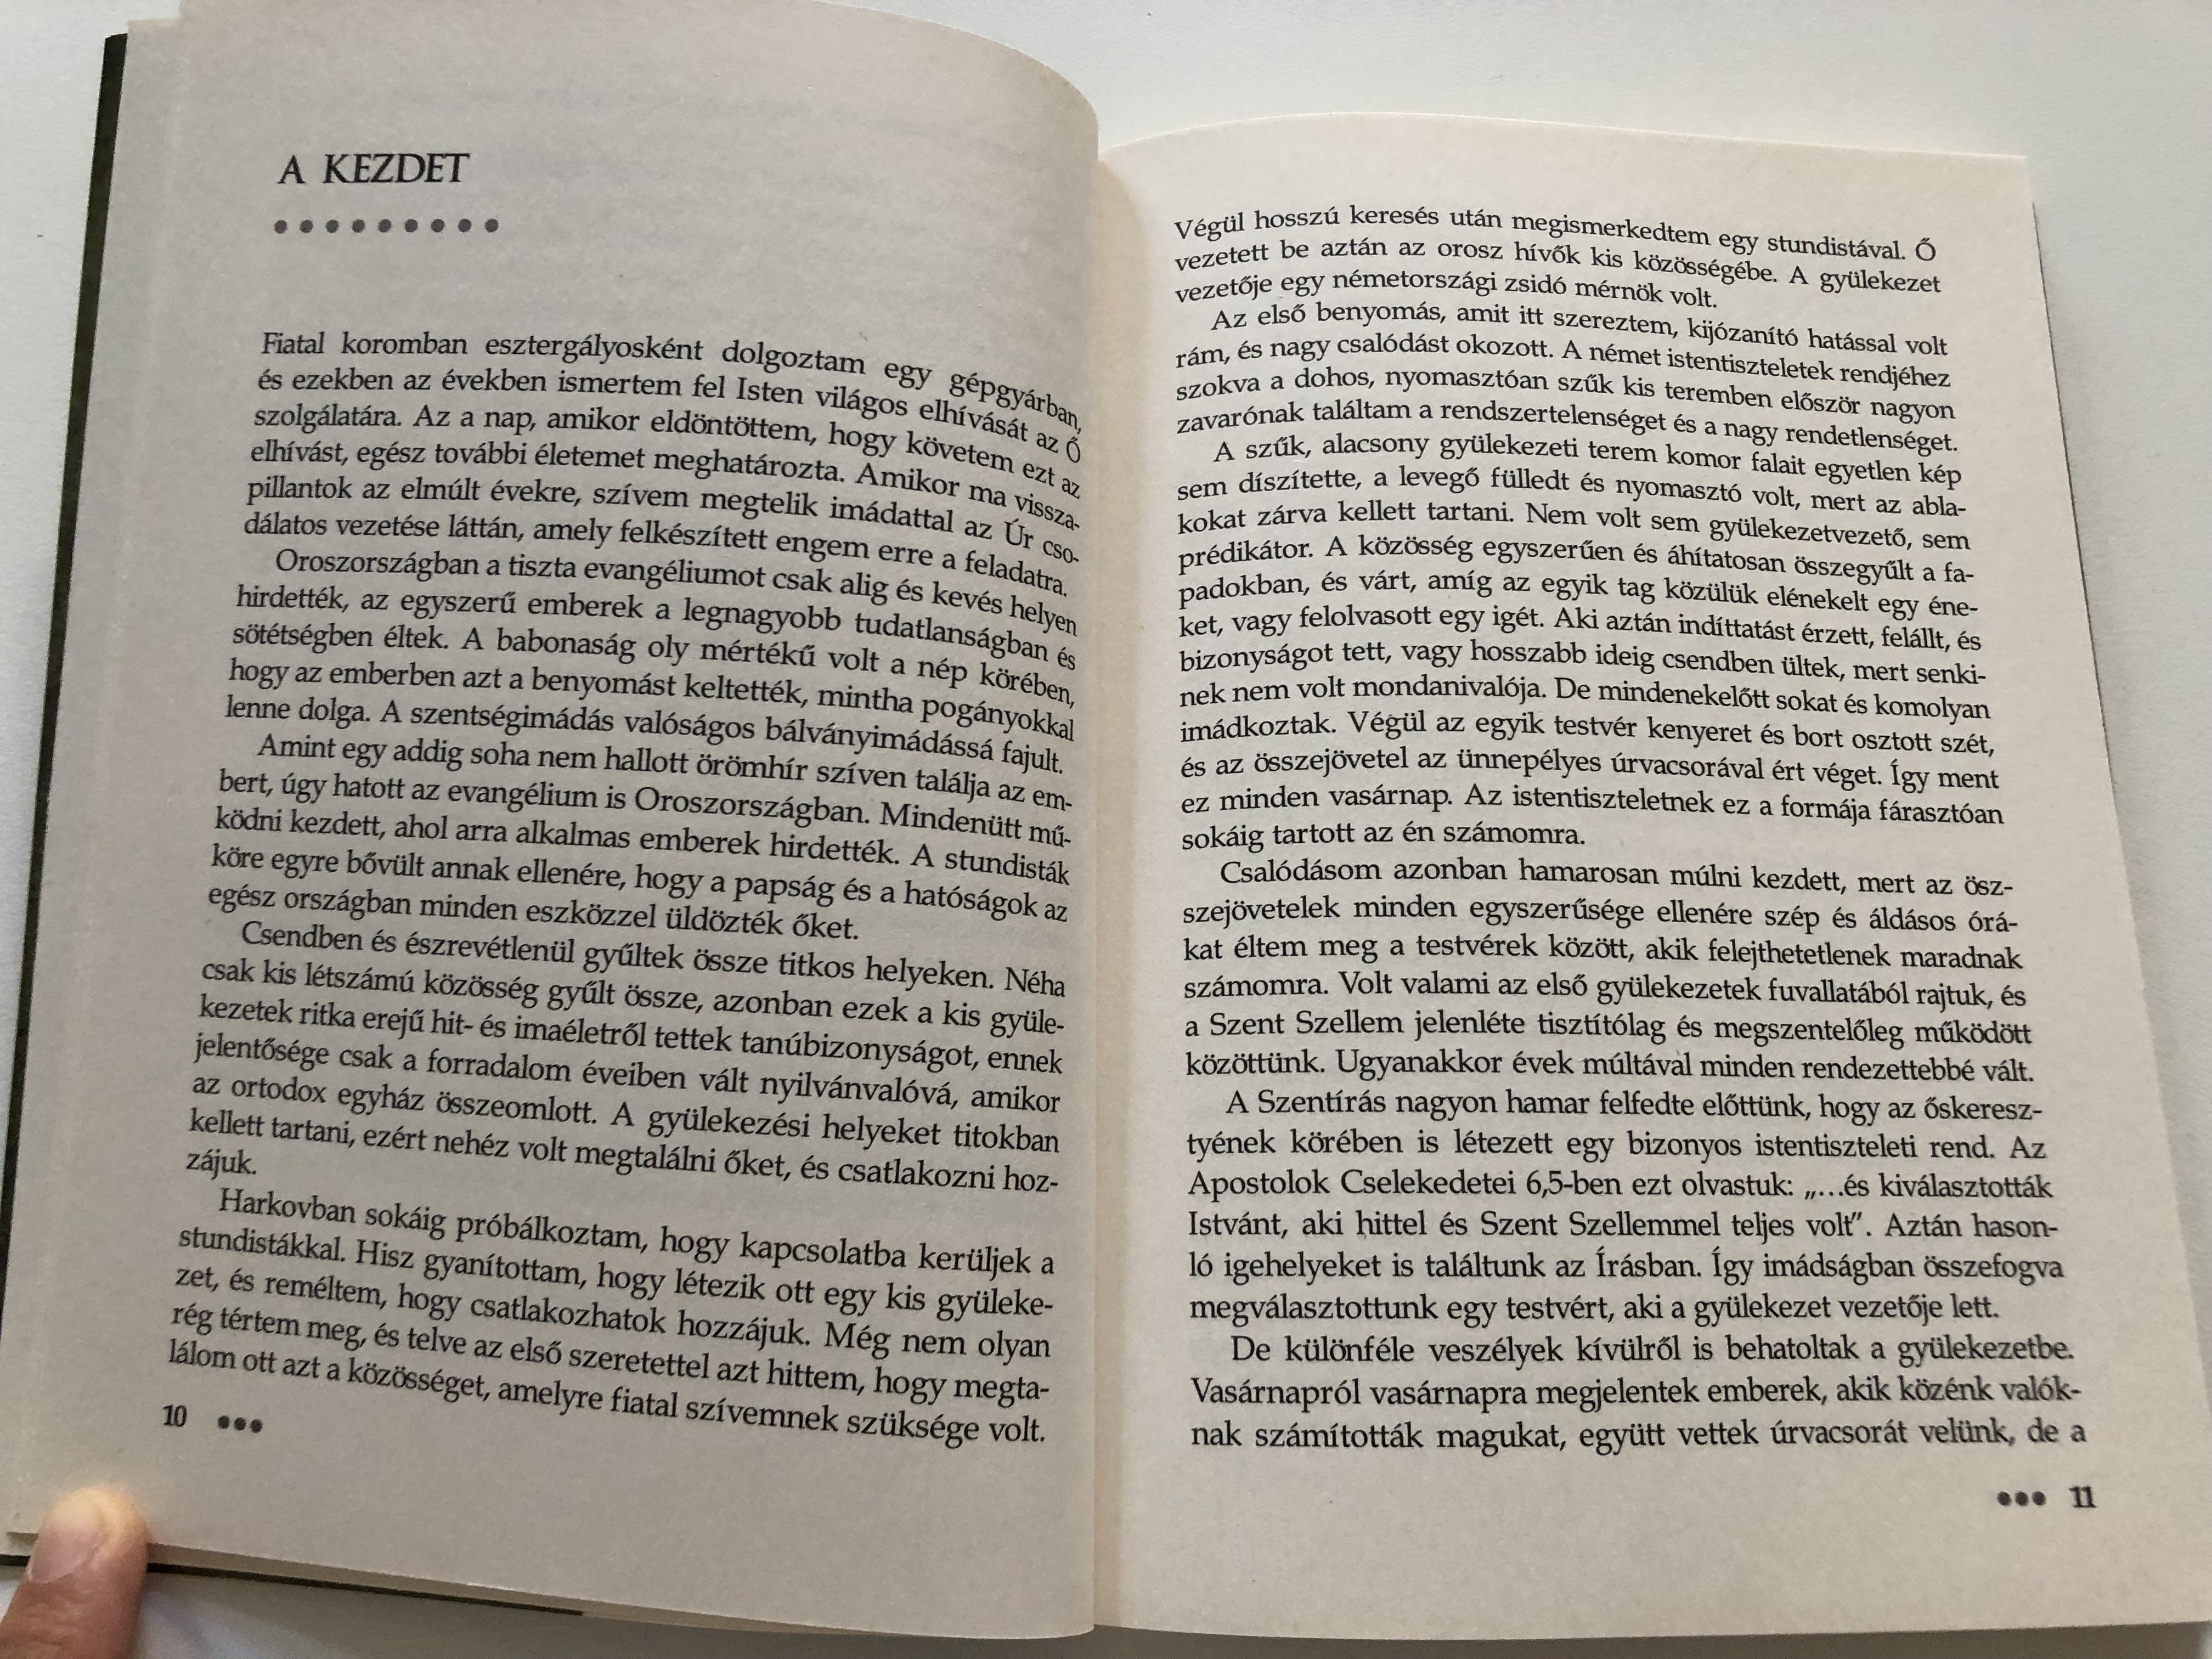 A KEZDET
Fiatal koromban esztergályosként dolgoztam egy gépgyárban,
és ezekben az években ismertem fel Isten világos elhívását az Ő
szolgálatára. Az a nap, amikor eldöntöttem, hogy követem ezt az
elhívást, egész további életemet meghatározta. Amikor ma vissza-
pillantok az elmúlt évekre, szívem megtelik imádattal az Úr cso-
dálatos vezetése láttán, amely felkészített engem erre a feladatra.
Oroszországban a tiszta evangéliumot csak alig és kevés helyen
hirdették, az egyszerű emberek a legnagyobb tudatlanságban és
sötétségben éltek. A babonaság oly mértékű volt a nép körében,
hogy az emberben azt a benyomást keltették, mintha pogányokkal
lenne dolga. A szentségimádás valóságos bálványimádássá fajult.
Amint egy addig soha nem hallott örömhír szíven találja az em-
bert, úgy hatott az evangélium is Oroszországban. Mindenütt mű-
ködni kezdett, ahol arra alkalmas emberek hirdették. A stundisták
köre egyre bővült annak ellenére, hogy a papság és a hatóságok az
egész országban minden eszközzel üldözték őket.
Csendben és észrevétlenül gyűltek össze titkos helyeken. Néha
csak kis létszámú közösség gyűlt össze, azonban ezek a kis gyüle-
kezetek ritka erejű hit- és imaéletről tettek tanúbizonyságot, ennek
jelentősége csak a forradalom éveiben vált nyilvánvalóvá, amikor
az ortodox egyház összeomlott. A gyülekezési helyeket titokban
kellett tartani, ezért nehéz volt megtalálni őket, és csatlakozni hoz-
zájuk.
Harkovban sokáig próbálkoztam, hogy kapcsolatba kerüljek a
stundistákkal. Hisz gyanítottam, hogy létezik ott egy kis gyüleke-
zet, és reméltem, hogy csatlakozhatok hozzájuk. Még nem olyan
rég tértem meg, és telve az első szeretettel azt hittem, hogy megta-
lálom ott azt a közösséget, amelyre fiatal szívemnek szüksége volt.
10 •••
Végül hosszú keresés után megismerkedtem egy stundistával. Ő
vezetett be aztán az orosz hívők kis közösségébe. A gyülekezet
vezetője egy németországi zsidó mérnök volt.
Az első benyomás, amit itt szereztem, kijózanító hatással volt
rám, és nagy csalódást okozott. A német istentiszteletek rendjéhez
szokva a dohos, nyomasztóan szűk kis teremben először nagyon
zavarónak találtam a rendszertelenséget és a nagy rendetlenséget.
A szűk, alacsony gyülekezeti terem komor falait egyetlen kép
sem díszítette, a levegő fülledt és nyomasztó volt, mert az abla-
kokat zárva kellett tartani. Nem volt sem gyülekezetvezető, sem
prédikátor. A közösség egyszerűen és áhítatosan összegyűlt a fa-
padokban, és várt, amíg az egyik tag közülük elénekelt egy éne-
ket, vagy felolvasott egy igét. Aki aztán indíttatást érzett, felállt, és
bizonyságot tett, vagy hosszabb ideig csendben ültek, mert senki-
nek nem volt mondanivalója. De mindenekelőtt sokat és komolyan
imádkoztak. Végül az egyik testvér kenyeret és bort osztott szét,
és az összejövetel az ünnepélyes úrvacsorával ért véget. Így ment
ez minden vasárnap. Az istentiszteletnek ez a formája fárasztóan
sokáig tartott az én számomra.
Csalódásom azonban hamarosan múlni kezdett, mert az ösz-
szejövetelek minden egyszerűsége ellenére szép és áldásos órá-
kat éltem meg a testvérek között, akik felejthetetlenek maradnak
számomra. Volt valami az első gyülekezetek fuvallatából rajtuk, és
a Szent Szellem jelenléte tisztítólag és megszentelőleg működött
közöttünk. Ugyanakkor évek múltával minden rendezettebbé vált.
A Szentírás nagyon hamar felfedte előttünk, hogy az őskeresz-
tyének körében is létezett egy bizonyos istentiszteleti rend. Az
Apostolok Cselekedetei 6,5-ben ezt olvastuk: „…és kiválasztották
Istvánt, aki hittel és Szent Szellemmel teljes volt”. Aztán hason-
ló igehelyeket is találtunk az Írásban. Így imádságban összefogva
megválasztottunk egy testvért, aki a gyülekezet vezetője lett.
De különféle veszélyek kívülről is behatoltak a gyülekezetbe.
Vasárnapról vasárnapra megjelentek emberek, akik közénk valók-
nak számították magukat, együtt vettek úrvacsorát velünk, de a
••• 11